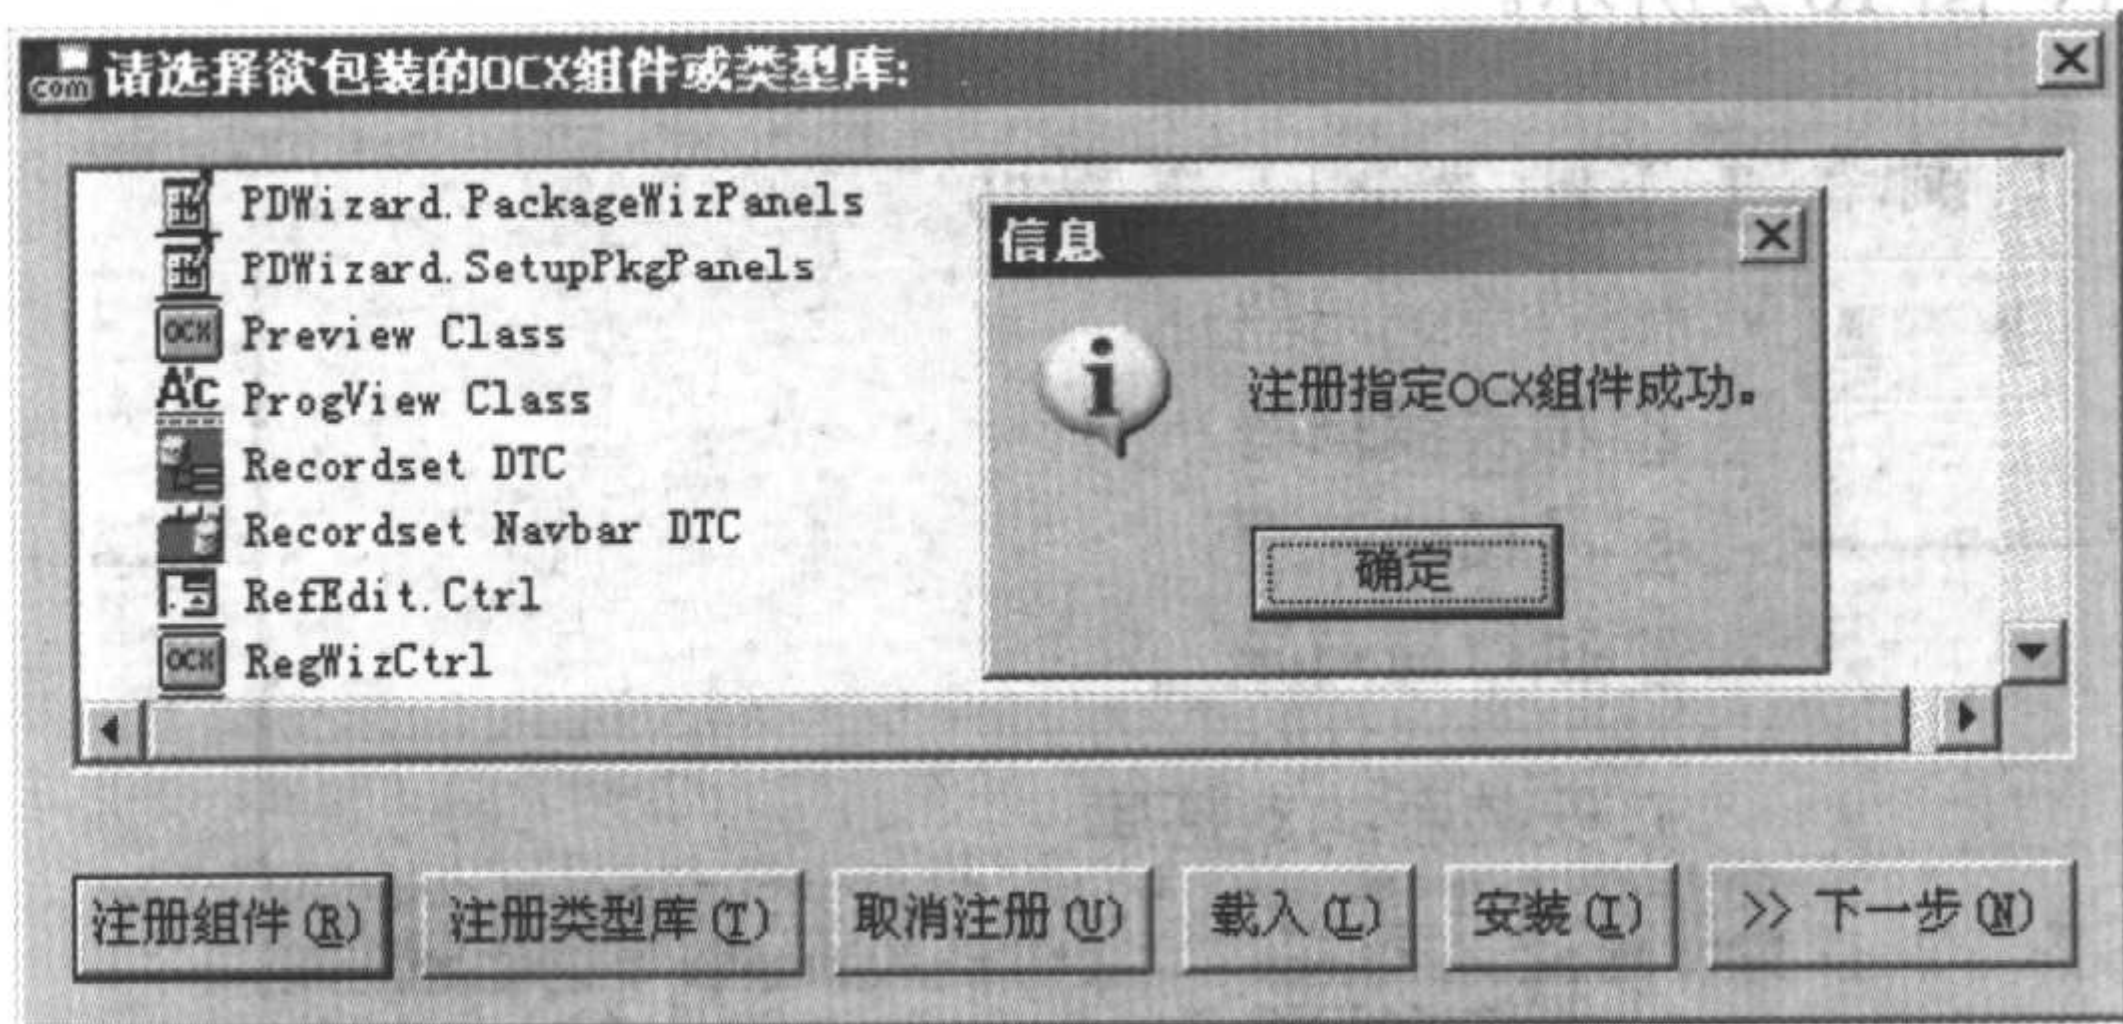 请选择欲包装的OCX组件或类型库:
PDWizard.PackageWizPanels
PDWizard.SetupPkgPanels
Preview Class
ProgView Class
Recordset DTC
Recordset Navbar DTC
RefEdit.Ctrl
RegWizCtrl
信息
注册指定OCX组件成功。
确定
注册组件(R)
注册类型库(T)
取消注册(U)
载入(L)
安装(I)
>> 下一步(N)